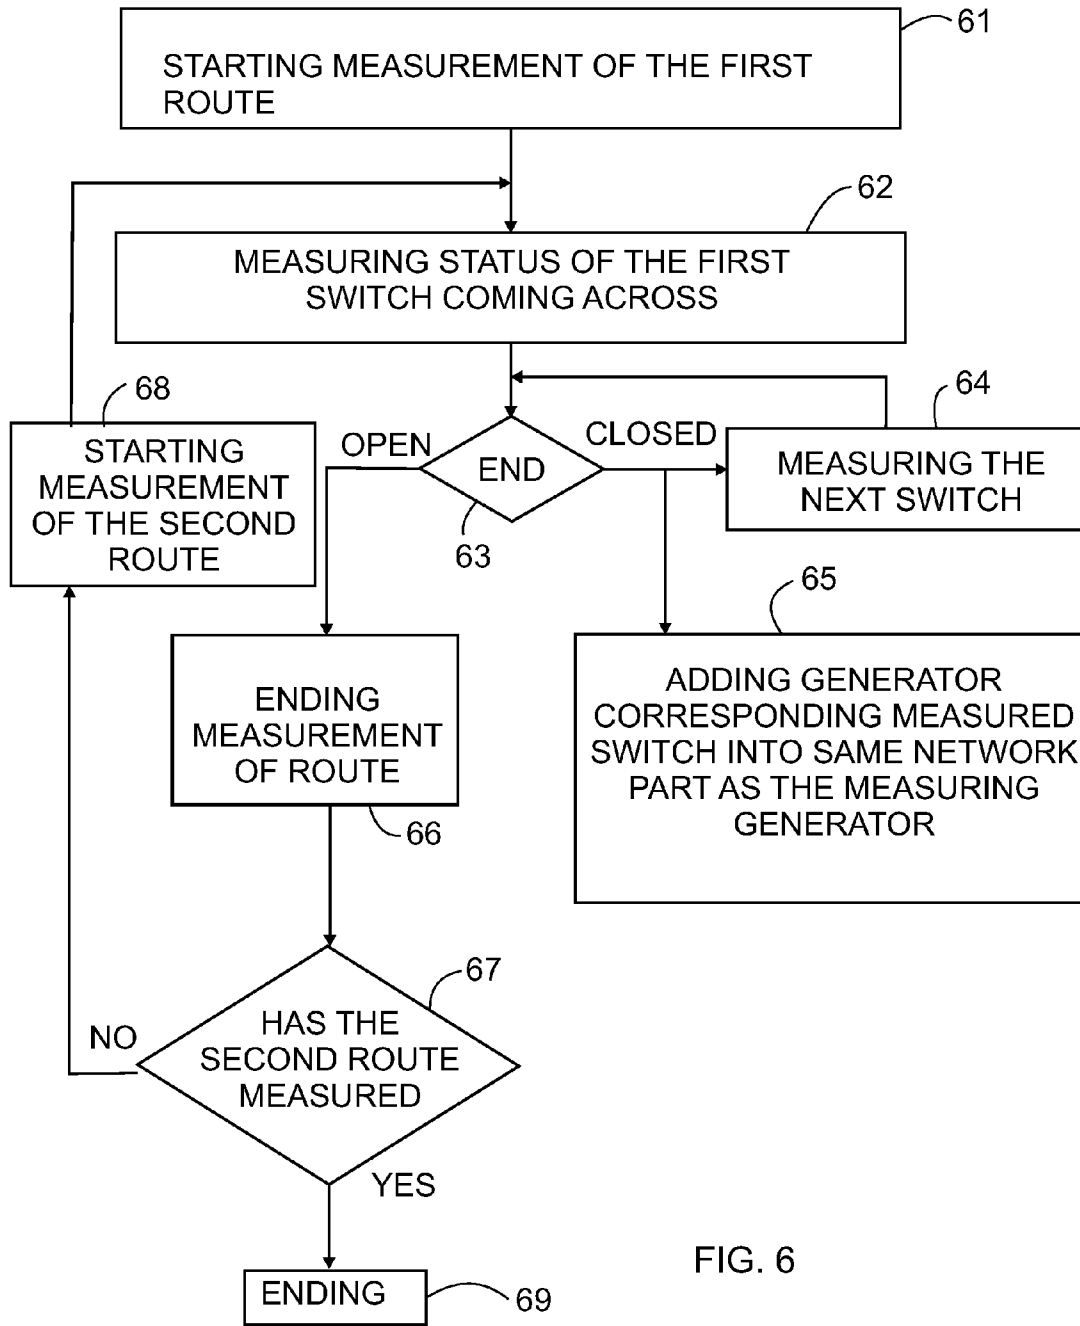 61
STARTING MEASUREMENT OF THE FIRST
ROUTE
62
MEASURING STATUS OF THE FIRST
SWITCH COMING ACROSS
68
STARTING
MEASUREMENT
OF THE SECOND
ROUTE
OPEN
END
63
CLOSED
64
MEASURING THE
NEXT SWITCH
65
ADDING GENERATOR
CORRESPONDING MEASURED
SWITCH INTO SAME NETWORK
PART AS THE MEASURING
GENERATOR
ENDING
MEASUREMENT
OF ROUTE
66
67
HAS THE
SECOND ROUTE
MEASURED
NO
YES
ENDING
69
FIG. 6